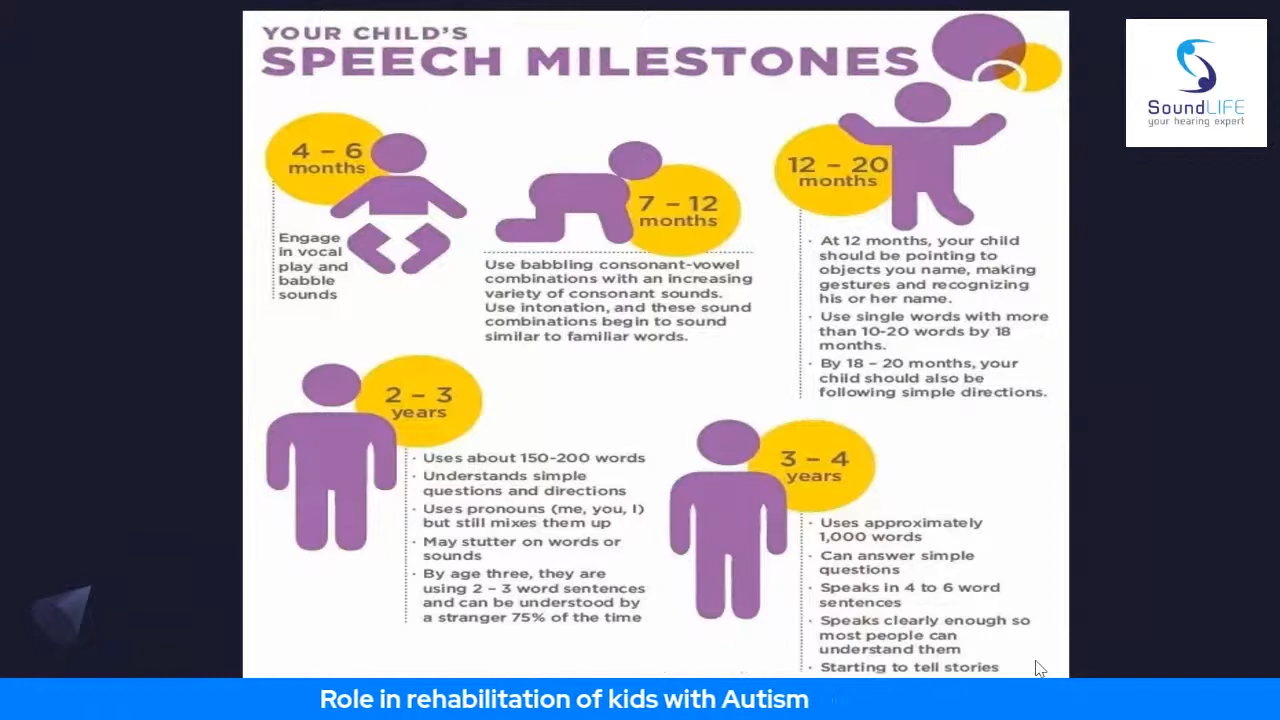 YOUR CHILD'S
SPEECH MILESTONES
SoundLIFE
your hearing expert
4 – 6
months
Engage
in vocal
play and
babble
sounds
7 – 12
months
Use babbling consonant-vowel
combinations with an increasing
variety of consonant sounds.
Use intonation, and these sound
combinations begin to sound
similar to familiar words.
12 – 20
months
· At 12 months, your child
should be pointing to
objects you name, making
gestures and recognizing
his or her name.
· Use single words with more
than 10-20 words by 18
months.
· By 18 – 20 months, your
child should also be
following simple directions.
2 – 3
years
· Uses about 150-200 words
· Understands simple
questions and directions
· Uses pronouns (me, you, I)
but still mixes them up
· May stutter on words or
sounds
· By age three, they are
using 2 – 3 word sentences
and can be understood by
a stranger 75% of the time
3 – 4
years
· Uses approximately
1,000 words
· Can answer simple
questions
· Speaks in 4 to 6 word
sentences
· Speaks clearly enough so
most people can
understand them
· Starting to tell stories
Role in rehabilitation of kids with Autism